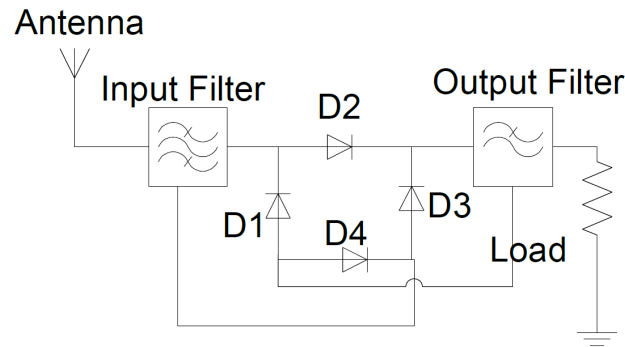 Antenna
Input Filter
Output Filter
D2
D1
D3
D4
Load